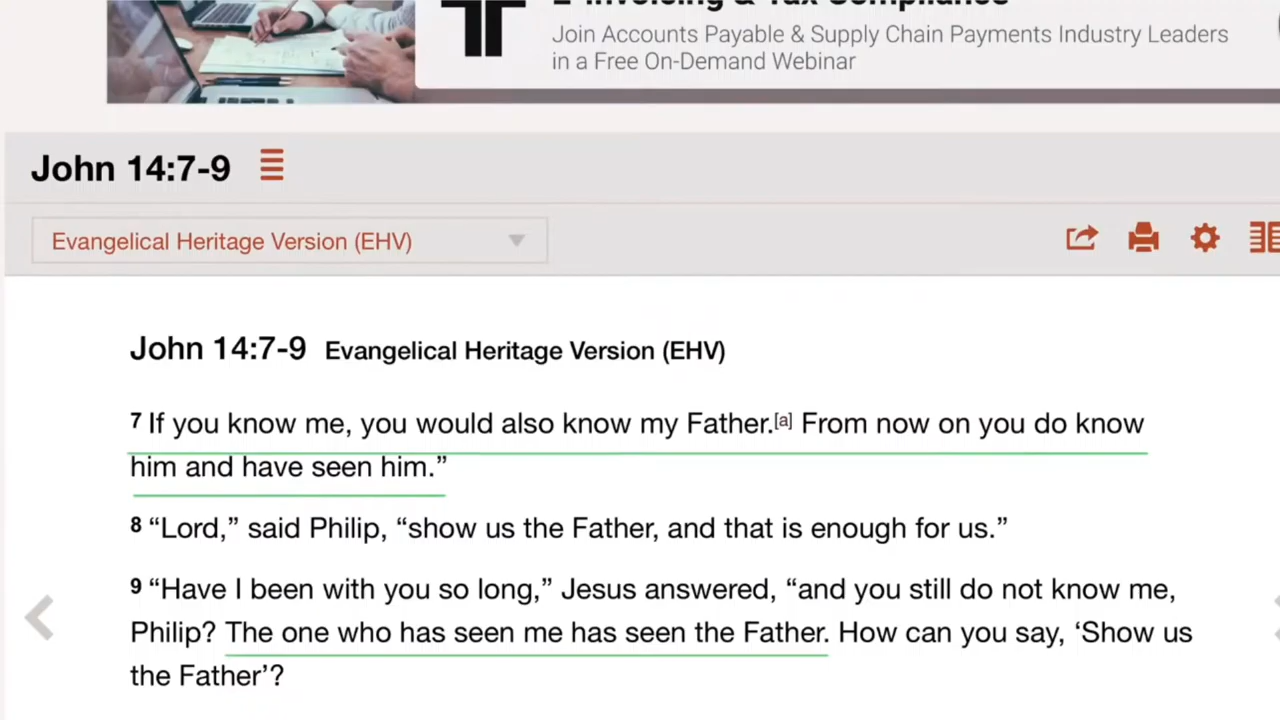 E-Invoicing & Tax Compliance
Join Accounts Payable & Supply Chain Payments Industry Leaders
in a Free On-Demand Webinar
John 14:7-9
Evangelical Heritage Version (EHV)
John 14:7-9 Evangelical Heritage Version (EHV)
7 If you know me, you would also know my Father.[a] From now on you do know
him and have seen him.”
8 “Lord,” said Philip, “show us the Father, and that is enough for us.”
9 “Have I been with you so long,” Jesus answered, “and you still do not know me,
Philip? The one who has seen me has seen the Father. How can you say, ‘Show us
the Father’?